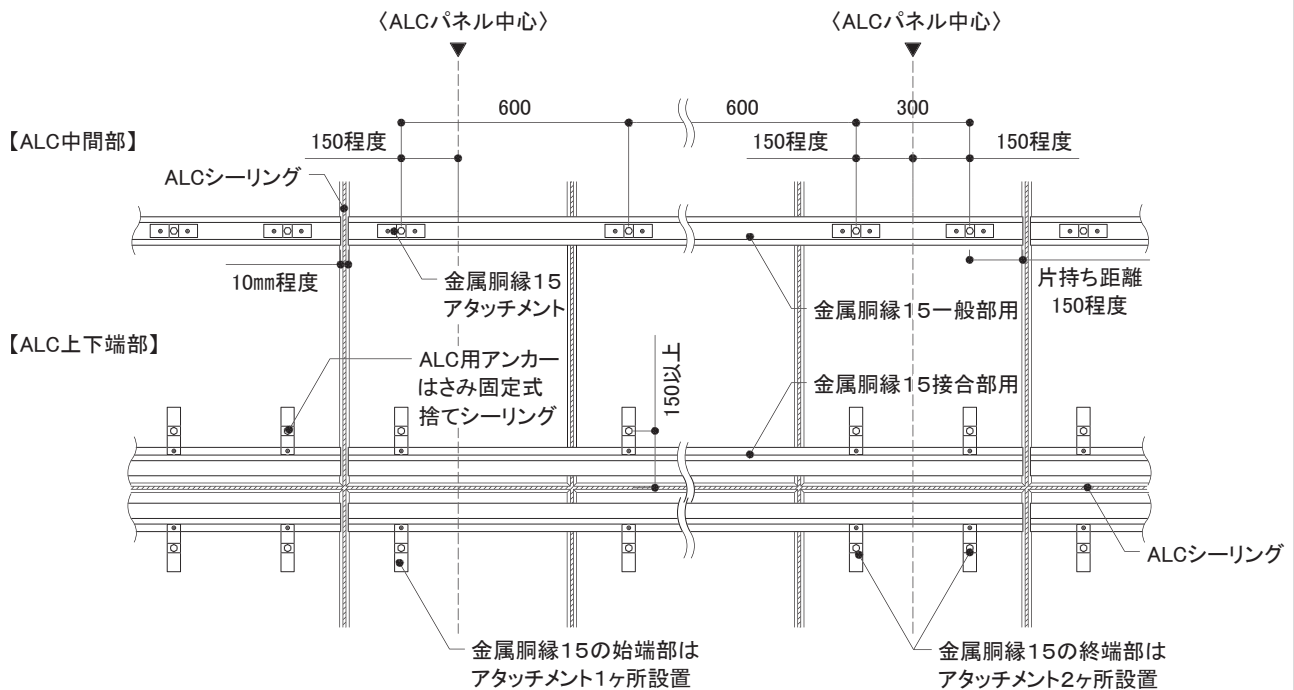 〈ALCパネル中心〉
〈ALCパネル中心〉
600
600
300
【ALC中間部】
150程度
150程度
150程度
ALCシーリング
10㎜程度
金属胴縁15
アタッチメント
金属胴縁15一般部用
片持ち距離
150程度
【ALC上下端部】
ALC用アンカー
はさみ固定式
捨てシーリング
150以上
金属胴縁15接合部用
ALCシーリング
金属胴縁15の始端部は
アタッチメント1ヶ所設置
金属胴縁15の終端部は
アタッチメント2ヶ所設置